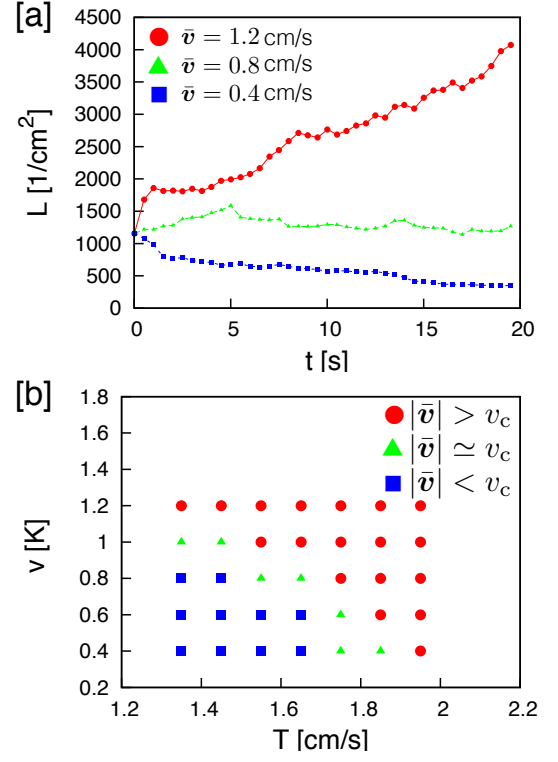 [a]
4500
4000
3500
3000
2500
2000
1500
1000
500
0
L [1/cm²]
v̄ = 1.2 cm/s
v̄ = 0.8 cm/s
v̄ = 0.4 cm/s
0 5 10 15 20
t [s]
[b]
1.8
1.6
1.4
1.2
1
0.8
0.6
0.4
0.2
v [K]
|v̄| > v_c
|v̄| ≃ v_c
|v̄| < v_c
1.2 1.4 1.6 1.8 2 2.2
T [cm/s]